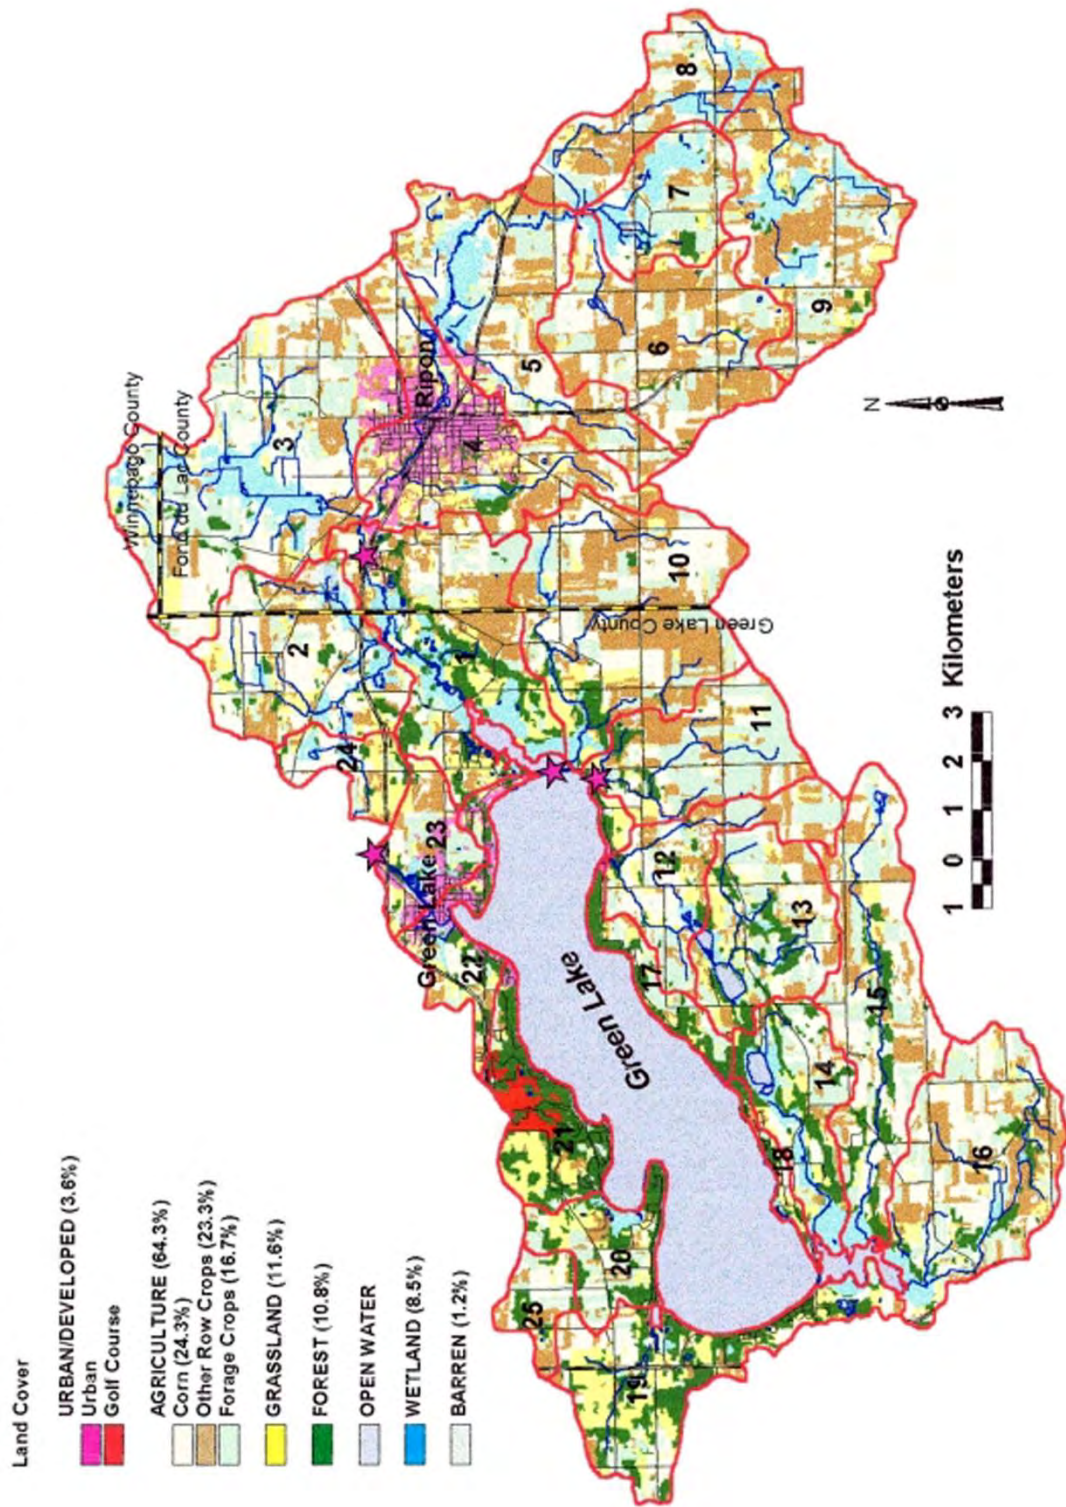 Land Cover
URBAN/DEVELOPED (3.6%)
Urban
Golf Course
AGRICULTURE (64.3%)
Corn (24.3%)
Other Row Crops (23.3%)
Forage Crops (16.7%)
GRASSLAND (11.6%)
FOREST (10.8%)
OPEN WATER
WETLAND (8.5%)
BARREN (1.2%)
Winnebago County
Fond du Lac County
Green Lake County
Ripon
Green Lake
Green Lake
1
2
3
4
5
6
7
8
9
10
11
12
13
14
15
16
17
18
19
20
21
22
23
24
25
N
1 0 1 2 3 Kilometers